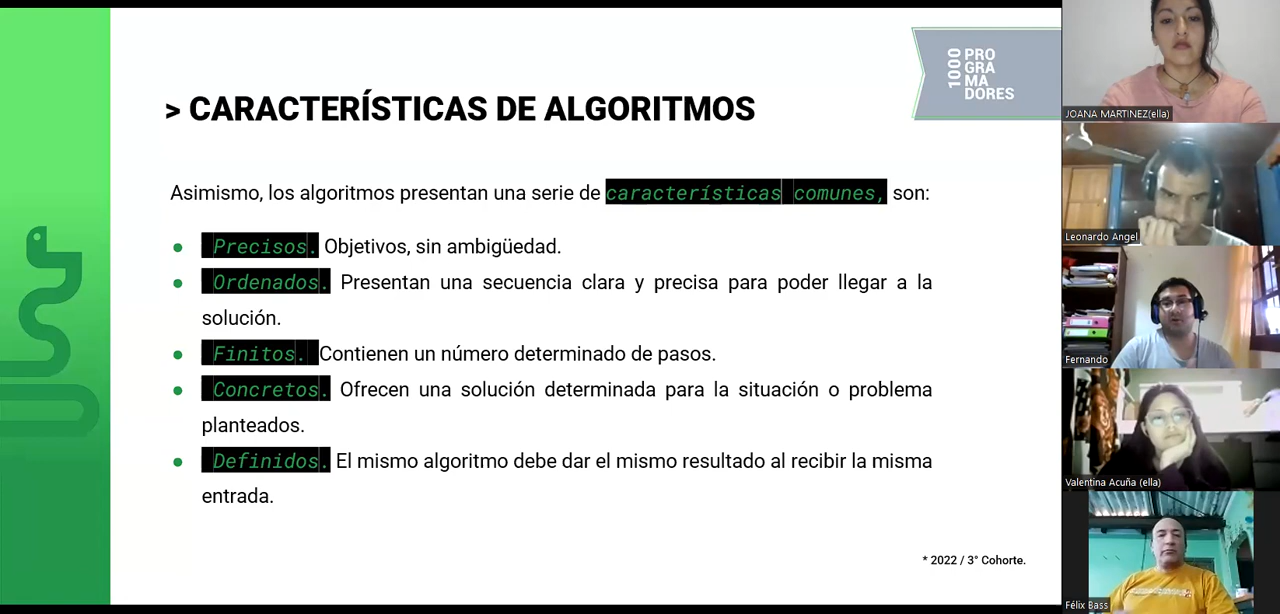 1000
PRO
GRA
MA
DORES
> CARACTERÍSTICAS DE ALGORITMOS
Asimismo, los algoritmos presentan una serie de características comunes, son:
● Precisos. Objetivos, sin ambigüedad.
● Ordenados. Presentan una secuencia clara y precisa para poder llegar a la
solución.
● Finitos. Contienen un número determinado de pasos.
● Concretos. Ofrecen una solución determinada para la situación o problema
planteados.
● Definidos. El mismo algoritmo debe dar el mismo resultado al recibir la misma
entrada.
* 2022 / 3° Cohorte.
JOANA MARTINEZ(ella)
Leonardo Angel
Fernando
Valentina Acuña (ella)
Félix Bass